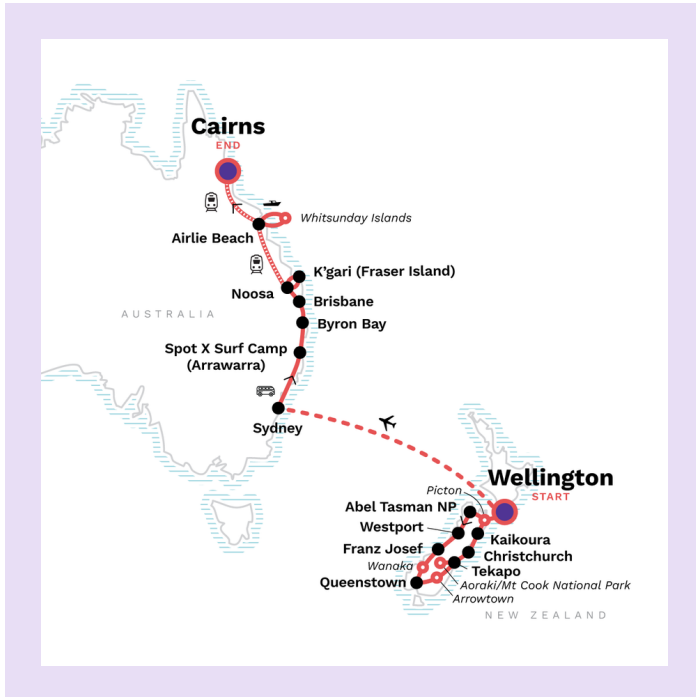 Cairns
END
Whitsunday Islands
Airlie Beach
K'gari (Fraser Island)
Noosa
Brisbane
AUSTRALIA
Byron Bay
Spot X Surf Camp
(Arrawarra)
Sydney
Wellington
START
Picton
Abel Tasman NP
Westport
Kaikoura
Franz Josef
Christchurch
Wanaka
Tekapo
Queenstown
Aoraki/Mt Cook National Park
Arrowtown
NEW ZEALAND